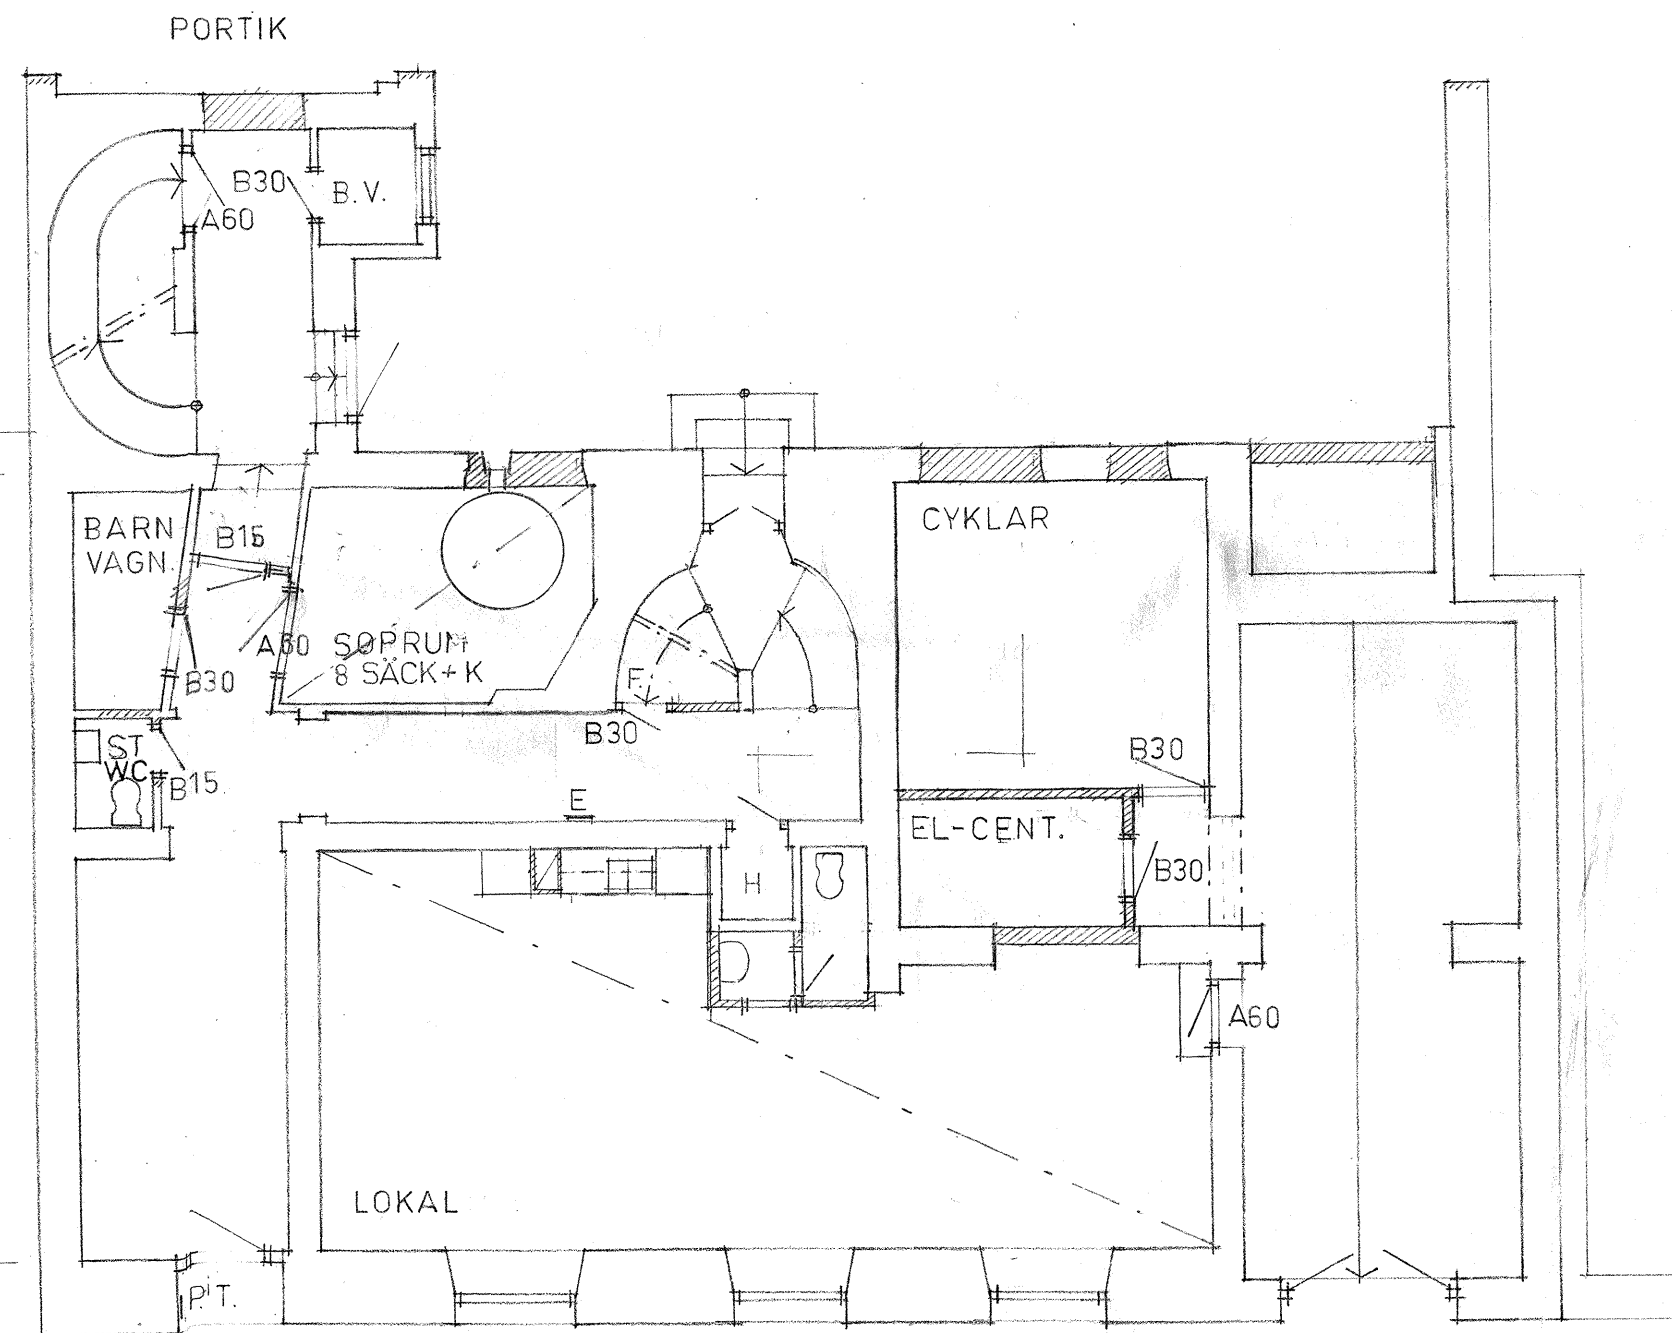 PORTIK
B30
B.V.
A60
BARN
VAGN.
B15
CYKLAR
A60
SOPRUM
8 SÄCK+K
B30
F.
B30
ST
WC
B15
B30
E
EL-CENT.
B30
H
A60
LOKAL
P.T.